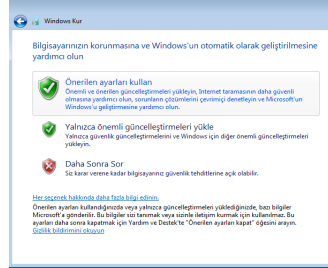 Windows Kur
Bilgisayarınızın korunmasına ve Windows'un otomatik olarak geliştirilmesine
yardımcı olun
Önerilen ayarları kullan
Önemli ve önerilen güncelleştirmeleri yükleyin, Internet taramasının daha güvenli
olmasına yardımcı olun, sorunların çözümlerini çevrimiçi denetleyin ve Microsoft'un
Windows'u geliştirmesine yardımcı olun.
Yalnızca önemli güncelleştirmeleri yükle
Yalnızca güvenlik güncelleştirmelerini ve Windows için diğer önemli güncelleştirmeleri
yükleyin.
Daha Sonra Sor
Siz karar verene kadar bilgisayarınız güvenlik tehditlerine açık olabilir.
Her seçenek hakkında daha fazla bilgi edinin.
Önerilen ayarları kullandığınızda veya yalnızca güncelleştirmeleri yüklediğinizde, bazı bilgiler
Microsoft'a gönderilir. Bu bilgiler sizi tanımak veya sizinle iletişim kurmak için kullanılmaz. Bu
ayarları daha sonra kapatmak için Yardım ve Destek'te "Önerilen ayarları kapat" öğesini arayın.
Gizlilik bildirimini okuyun